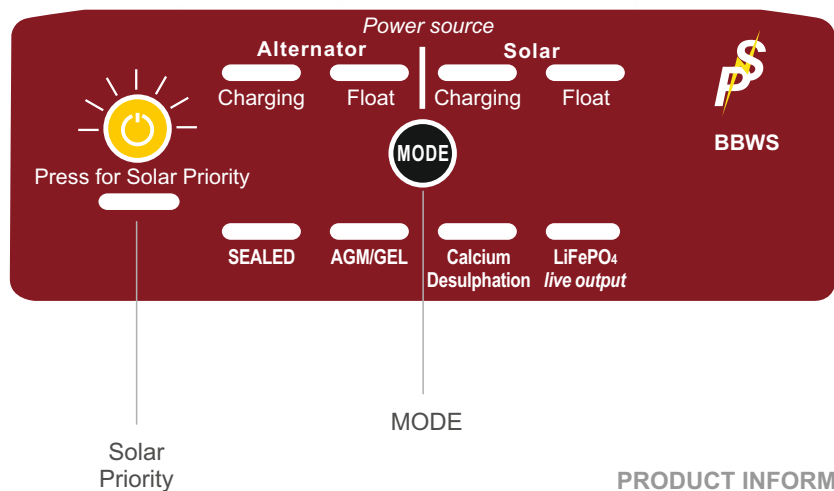 Power source
Alternator Solar
Charging Float Charging Float
PS
BBWS
MODE
Press for Solar Priority
SEALED AGM/GEL Calcium Desulphation LiFePO4 live output
MODE
Solar
Priority
PRODUCT INFORM